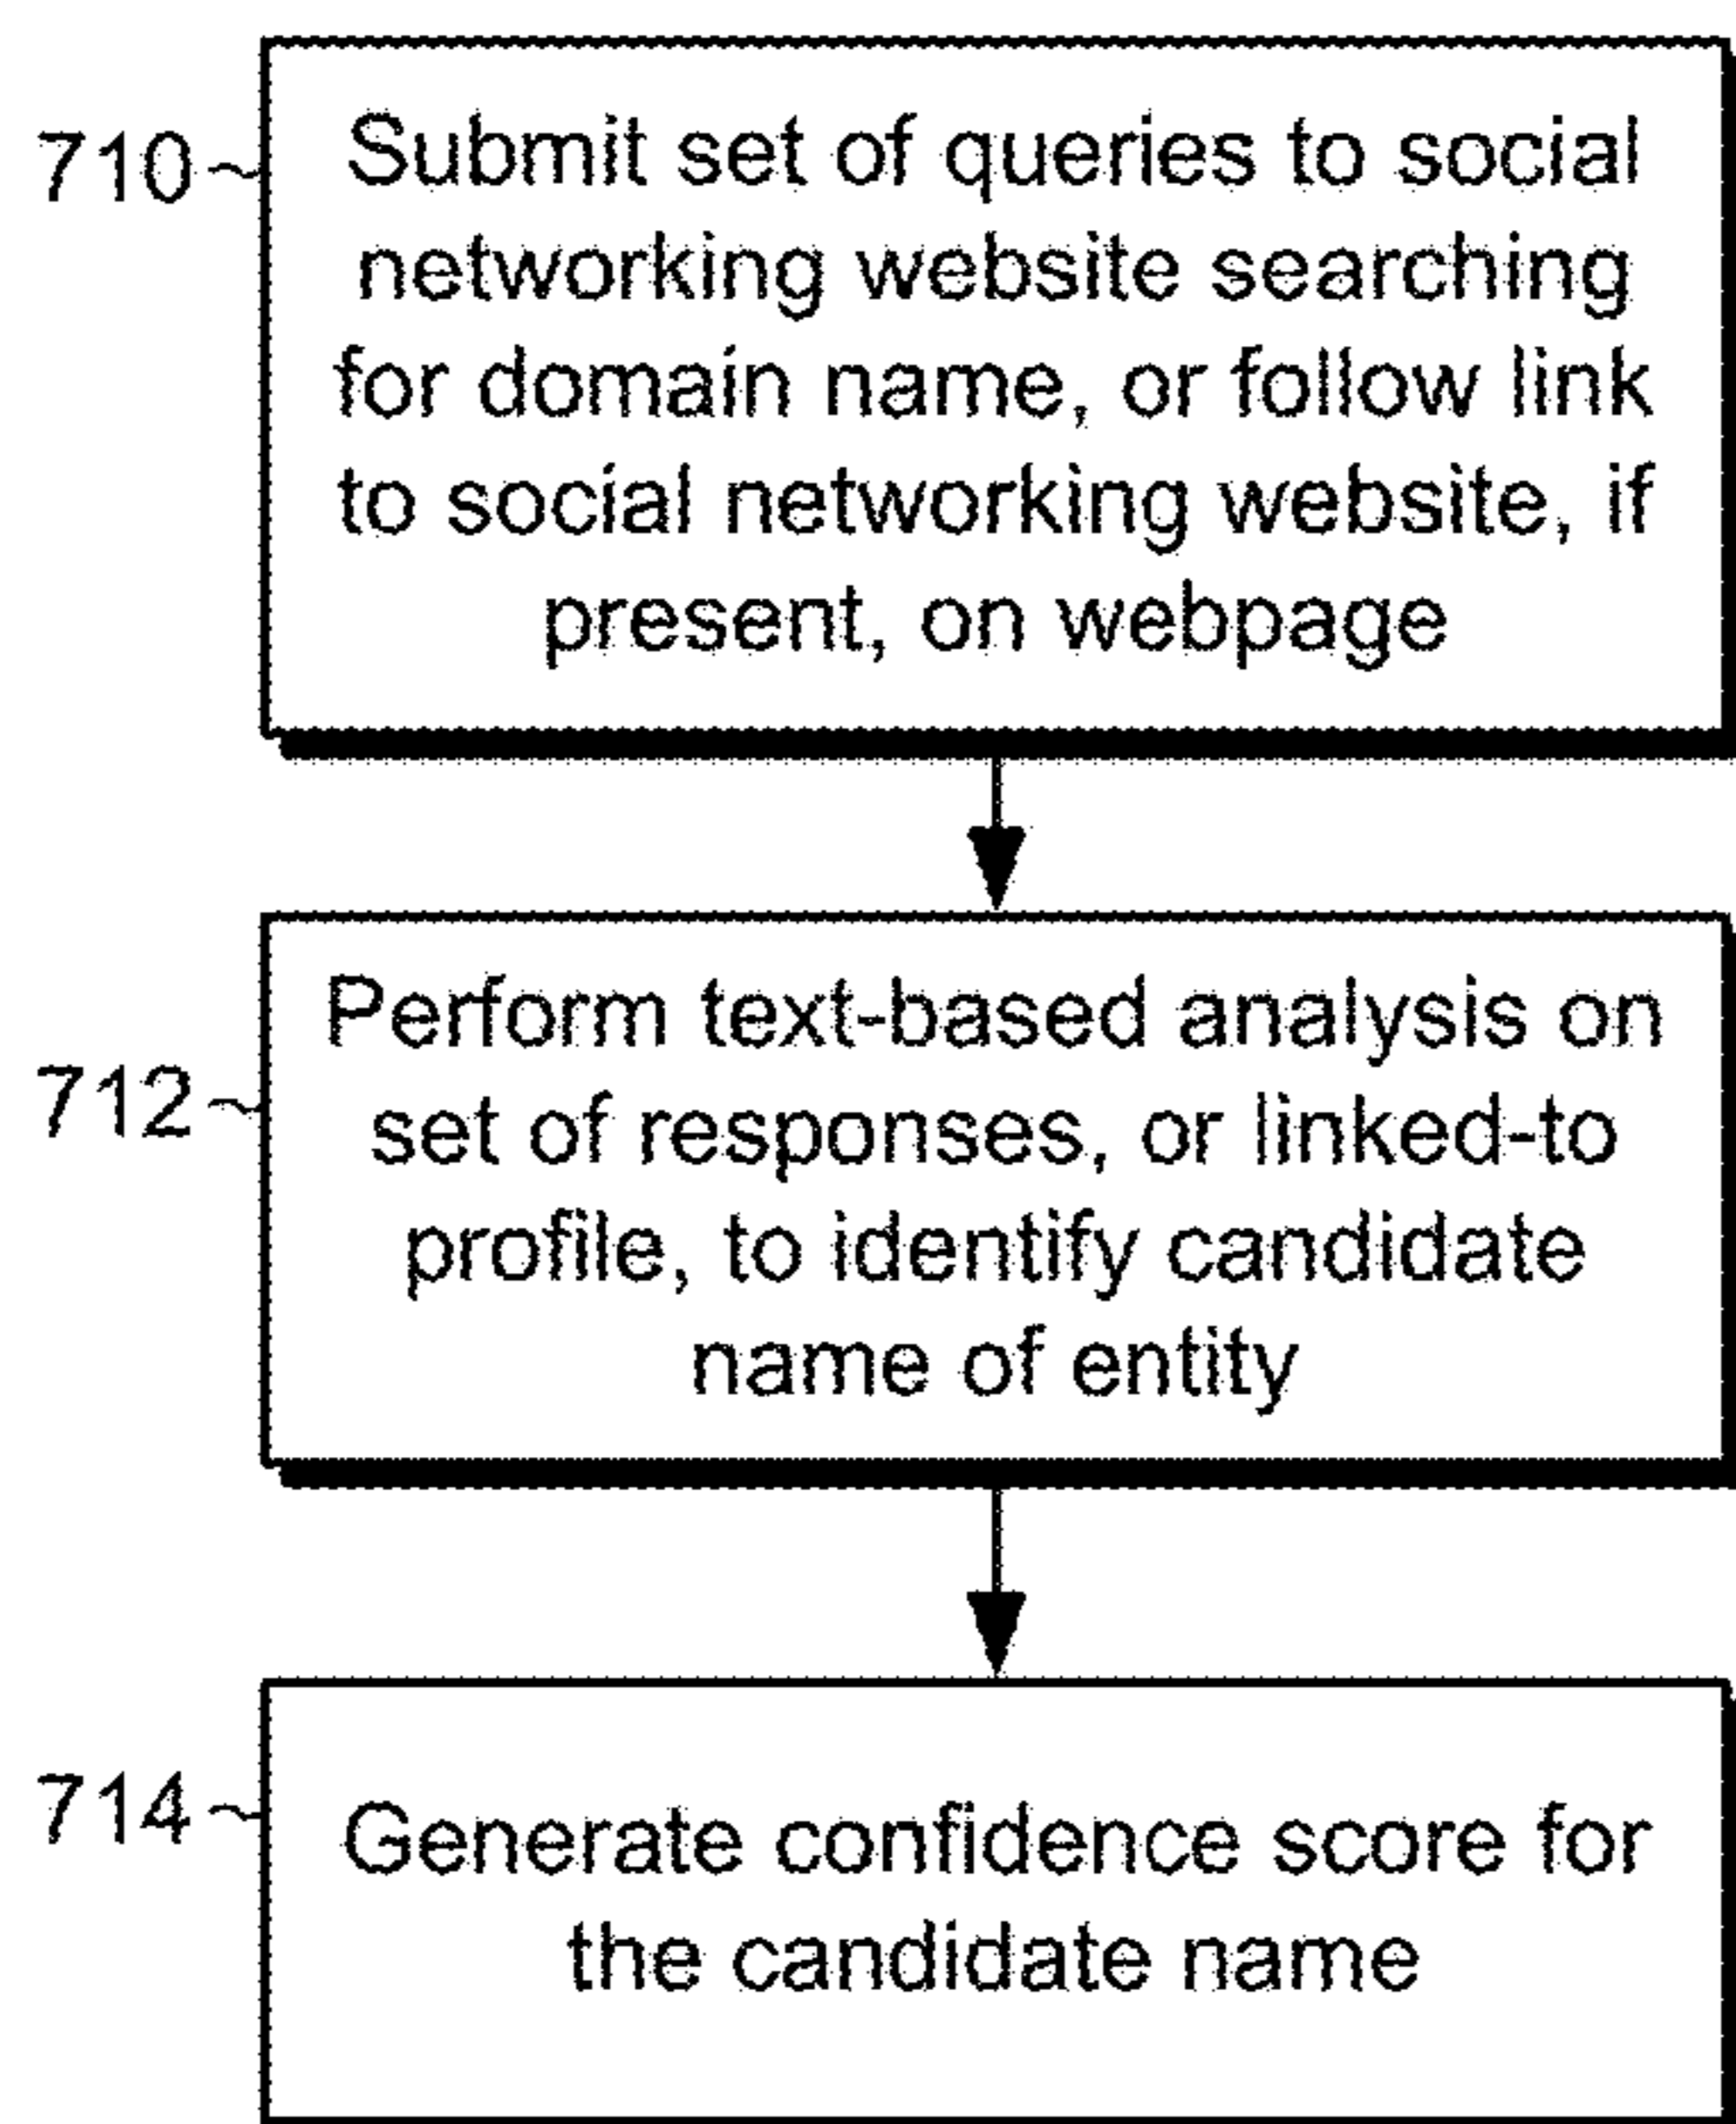 710
Submit set of queries to social
networking website searching
for domain name, or follow link
to social networking website, if
present, on webpage
712
Perform text-based analysis on
set of responses, or linked-to
profile, to identify candidate
name of entity
714
Generate confidence score for
the candidate name